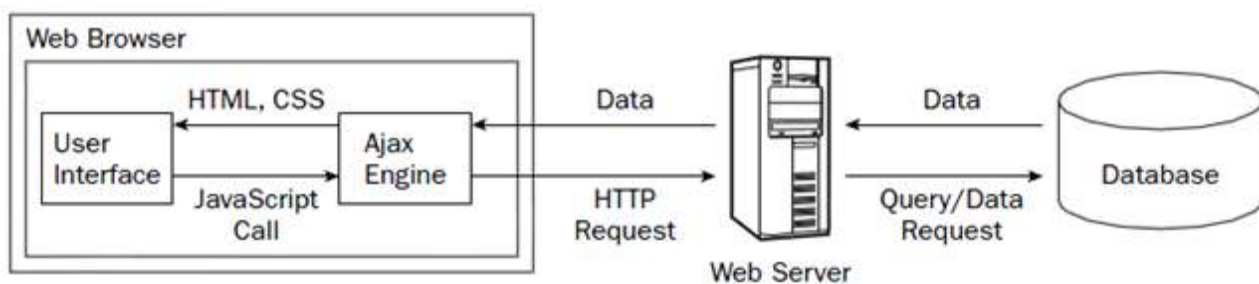 Web Browser
HTML, CSS
User
Interface
JavaScript
Call
Ajax
Engine
Data
HTTP
Request
Web Server
Data
Query/Data
Request
Database